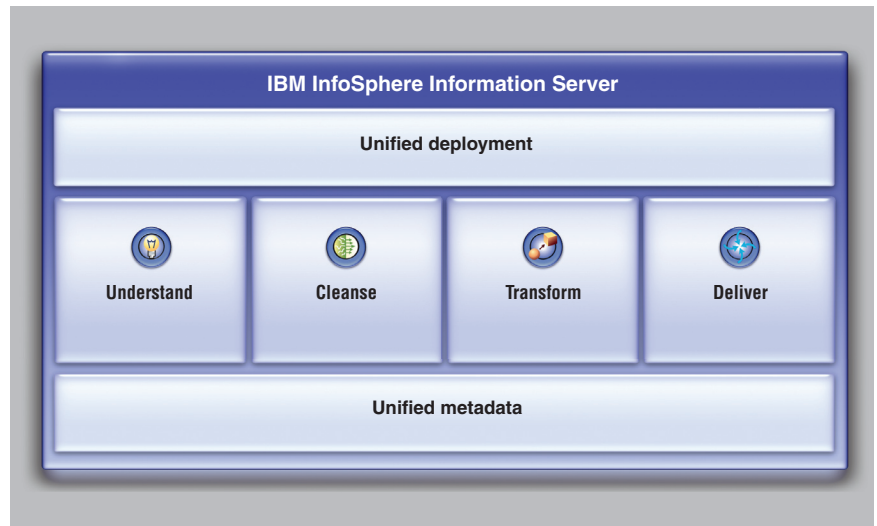 IBM InfoSphere Information Server
Unified deployment
Understand
Cleanse
Transform
Deliver
Unified metadata